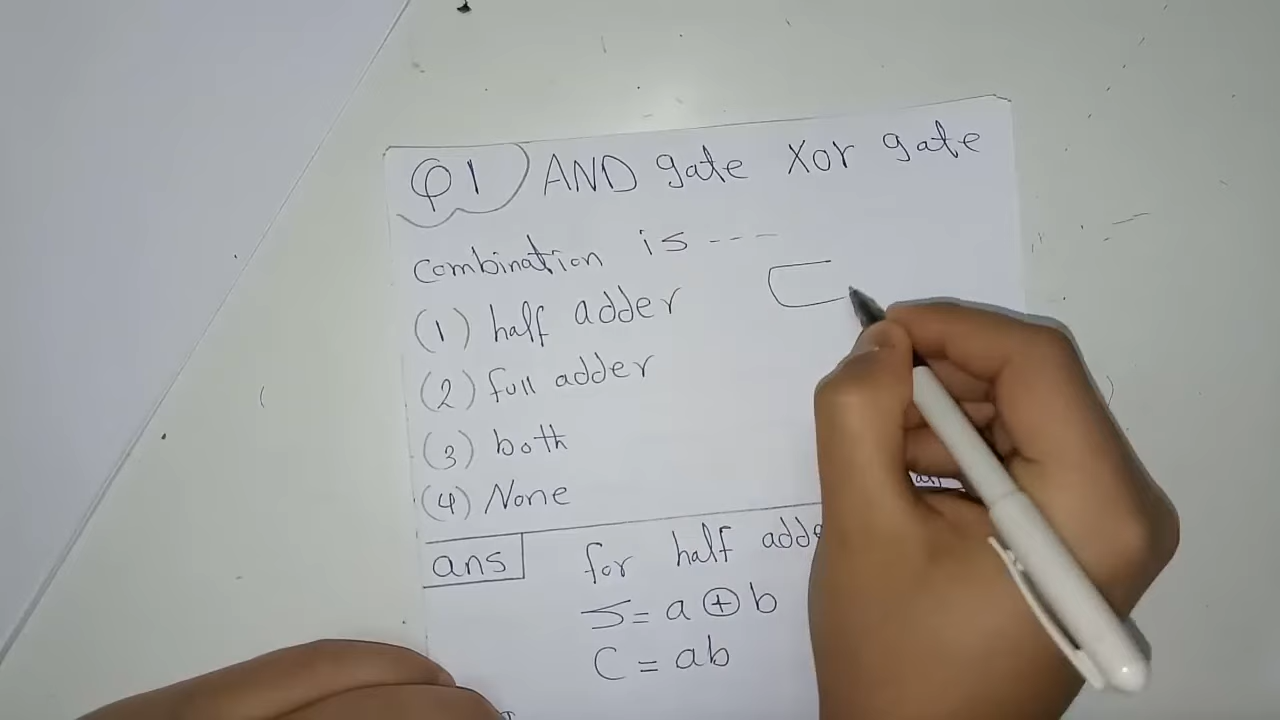 Q1 AND gate Xor gate
combination is ---
(1) half adder
(2) full adder
(3) both
(4) None
ans for half
S = a ⊕ b
C = ab